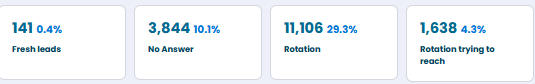 141 0.4%
Fresh leads
3,844 10.1%
No Answer
11,106 29.3%
Rotation
1,638 4.3%
Rotation trying to
reach